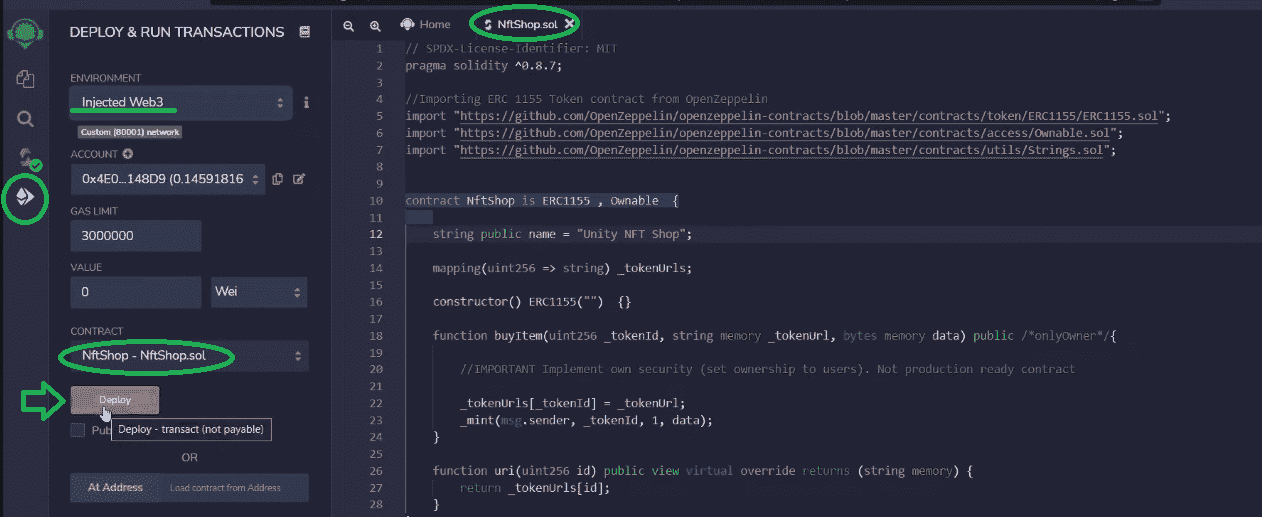 DEPLOY & RUN TRANSACTIONS
ENVIRONMENT
Injected Web3
i
Custom (80001) network
ACCOUNT
0x4E0...148D9 (0.14591816
GAS LIMIT
3000000
VALUE
0
Wei
CONTRACT
NftShop - NftShop.sol
Deploy
Deploy - transact (not payable)
Pub
OR
At Address
Load contract from Address
Home
NftShop.sol
1 // SPDX-License-Identifier: MIT
2 pragma solidity ^0.8.7;
3
4 //Importing ERC 1155 Token contract from OpenZeppelin
5 import "https://github.com/OpenZeppelin/openzeppelin-contracts/blob/master/contracts/token/ERC1155/ERC1155.sol";
6 import "https://github.com/OpenZeppelin/openzeppelin-contracts/blob/master/contracts/access/Ownable.sol";
7 import "https://github.com/OpenZeppelin/openzeppelin-contracts/blob/master/contracts/utils/Strings.sol";
8
9
10 contract NftShop is ERC1155 , Ownable {
11
12 string public name = "Unity NFT Shop";
13
14 mapping(uint256 => string) _tokenUrls;
15
16 constructor() ERC1155("") {}
17
18 function buyItem(uint256 _tokenId, string memory _tokenUrl, bytes memory data) public /*onlyOwner*/{
19
20 //IMPORTANT Implement own security (set ownership to users). Not production ready contract
21
22 _tokenUrls[_tokenId] = _tokenUrl;
23 _mint(msg.sender, _tokenId, 1, data);
24 }
25
26 function uri(uint256 id) public view virtual override returns (string memory) {
27 return _tokenUrls[id];
28 }